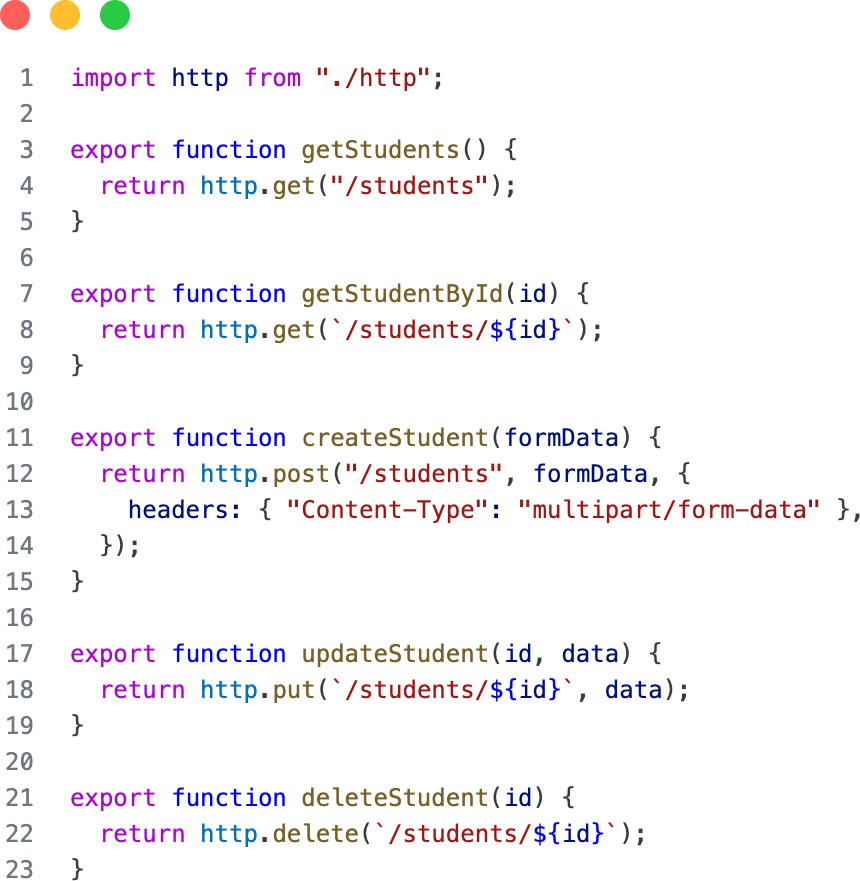 1 import http from "./http";
2
3 export function getStudents() {
4   return http.get("/students");
5 }
6
7 export function getStudentById(id) {
8   return http.get(`/students/${id}`);
9 }
10
11 export function createStudent(formData) {
12   return http.post("/students", formData, {
13     headers: { "Content-Type": "multipart/form-data" },
14   });
15 }
16
17 export function updateStudent(id, data) {
18   return http.put(`/students/${id}`, data);
19 }
20
21 export function deleteStudent(id) {
22   return http.delete(`/students/${id}`);
23 }